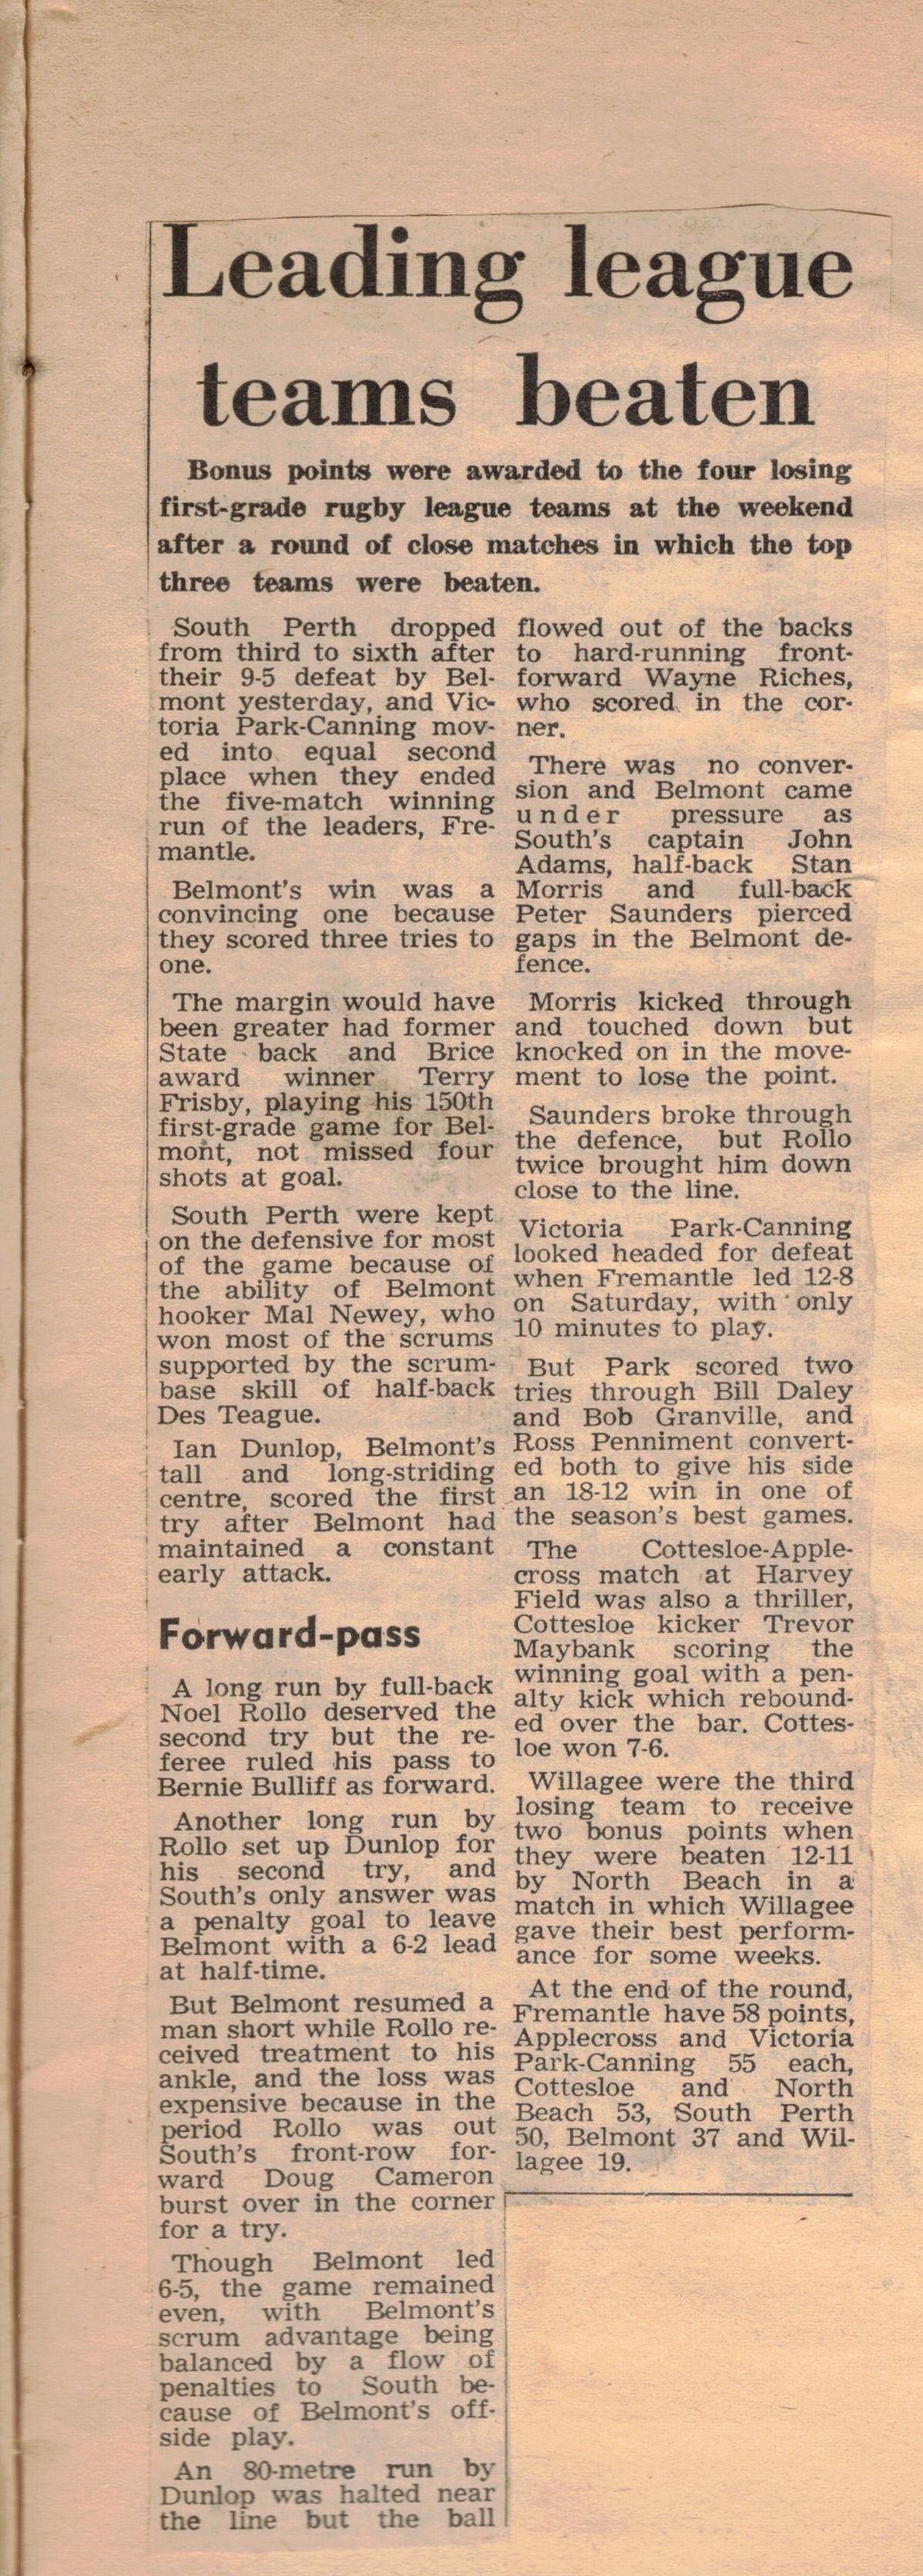 Leading league
teams beaten
Bonus points were awarded to the four losing
first-grade rugby league teams at the weekend
after a round of close matches in which the top
three teams were beaten.
South Perth dropped
from third to sixth after
their 9-5 defeat by Bel-
mont yesterday, and Vic-
toria Park-Canning mov-
ed into equal second
place when they ended
the five-match winning
run of the leaders, Fre-
mantle.
Belmont's win was a
convincing one because
they scored three tries to
one.
The margin would have
been greater had former
State back and Brice
award winner Terry
Frisby, playing his 150th
first-grade game for Bel-
mont, not missed four
shots at goal.
South Perth were kept
on the defensive for most
of the game because of
the ability of Belmont
hooker Mal Newey, who
won most of the scrums
supported by the scrum-
base skill of half-back
Des Teague.
Ian Dunlop, Belmont's
tall and long-striding
centre, scored the first
try after Belmont had
maintained a constant
early attack.
Forward-pass
A long run by full-back
Noel Rollo deserved the
second try but the re-
feree ruled his pass to
Bernie Bulliff as forward.
Another long run by
Rollo set up Dunlop for
his second try, and
South's only answer was
a penalty goal to leave
Belmont with a 6-2 lead
at half-time.
But Belmont resumed a
man short while Rollo re-
ceived treatment to his
ankle, and the loss was
expensive because in the
period Rollo was out
South's front-row for-
ward Doug Cameron
burst over in the corner
for a try.
Though Belmont led
6-5, the game remained
even, with Belmont's
scrum advantage being
balanced by a flow of
penalties to South be-
cause of Belmont's off-
side play.
An 80-metre run by
Dunlop was halted near
the line but the ball
flowed out of the backs
to hard-running front-
forward Wayne Riches,
who scored in the cor-
ner.
There was no conver-
sion and Belmont came
under pressure as
South's captain John
Adams, half-back Stan
Morris and full-back
Peter Saunders pierced
gaps in the Belmont de-
fence.
Morris kicked through
and touched down but
knocked on in the move-
ment to lose the point.
Saunders broke through
the defence, but Rollo
twice brought him down
close to the line.
Victoria Park-Canning
looked headed for defeat
when Fremantle led 12-8
on Saturday, with only
10 minutes to play.
But Park scored two
tries through Bill Daley
and Bob Granville, and
Ross Penniment convert-
ed both to give his side
an 18-12 win in one of
the season's best games.
The Cottesloe-Apple-
cross match at Harvey
Field was also a thriller,
Cottesloe kicker Trevor
Maybank scoring the
winning goal with a pen-
alty kick which rebound-
ed over the bar. Cottes-
loe won 7-6.
Willagee were the third
losing team to receive
two bonus points when
they were beaten 12-11
by North Beach in a
match in which Willagee
gave their best perform-
ance for some weeks.
At the end of the round,
Fremantle have 58 points,
Applecross and Victoria
Park-Canning 55 each,
Cottesloe and North
Beach 53, South Perth
50, Belmont 37 and Wil-
lagee 19.